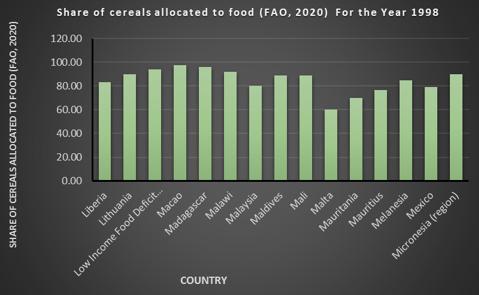 Share of cereals allocated to food (FAO, 2020)  For the Year 1998
SHARE OF CEREALS ALLOCATED TO FOOD (FAO, 2020)
120.00
100.00
80.00
60.00
40.00
20.00
0.00
Liberia
Lithuania
Low Income Food Deficit...
Macao
Madagascar
Malawi
Malaysia
Maldives
Mali
Malta
Mauritania
Mauritius
Melanesia
Mexico
Micronesia (region)
COUNTRY